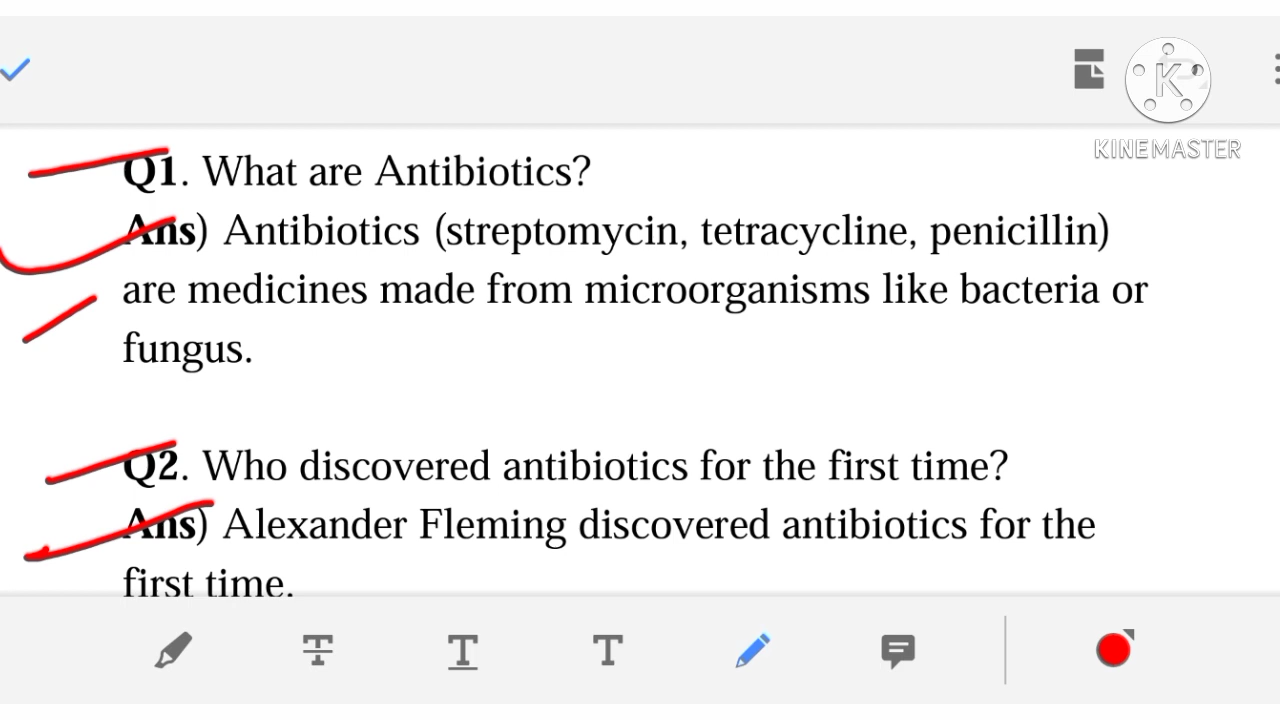 KINEMASTER
Q1. What are Antibiotics?
Ans) Antibiotics (streptomycin, tetracycline, penicillin)
are medicines made from microorganisms like bacteria or
fungus.
Q2. Who discovered antibiotics for the first time?
Ans) Alexander Fleming discovered antibiotics for the
first time.